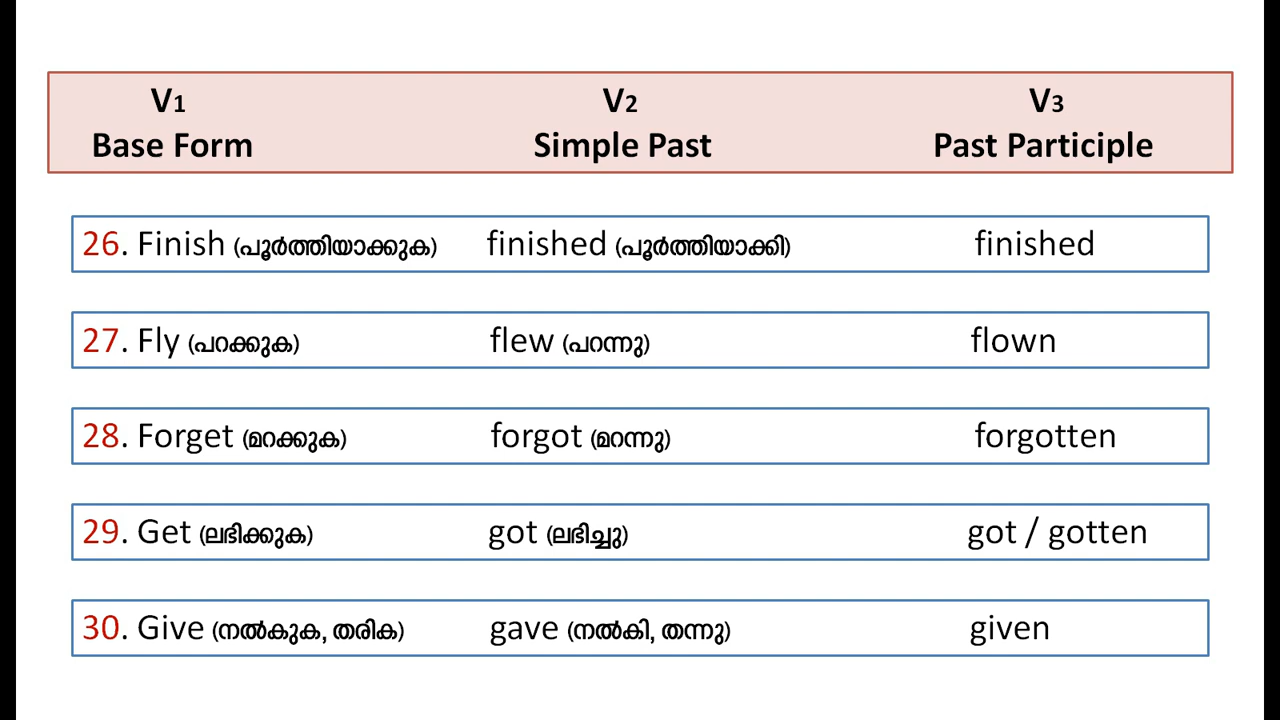 V1 V2 V3
Base Form Simple Past Past Participle
26. Finish (പൂർത്തിയാക്കുക) finished (പൂർത്തിയാക്കി) finished
27. Fly (പറക്കുക) flew (പറന്നു) flown
28. Forget (മറക്കുക) forgot (മറന്നു) forgotten
29. Get (ലഭിക്കുക) got (ലഭിച്ചു) got / gotten
30. Give (നൽകുക, തരിക) gave (നൽകി, തന്നു) given